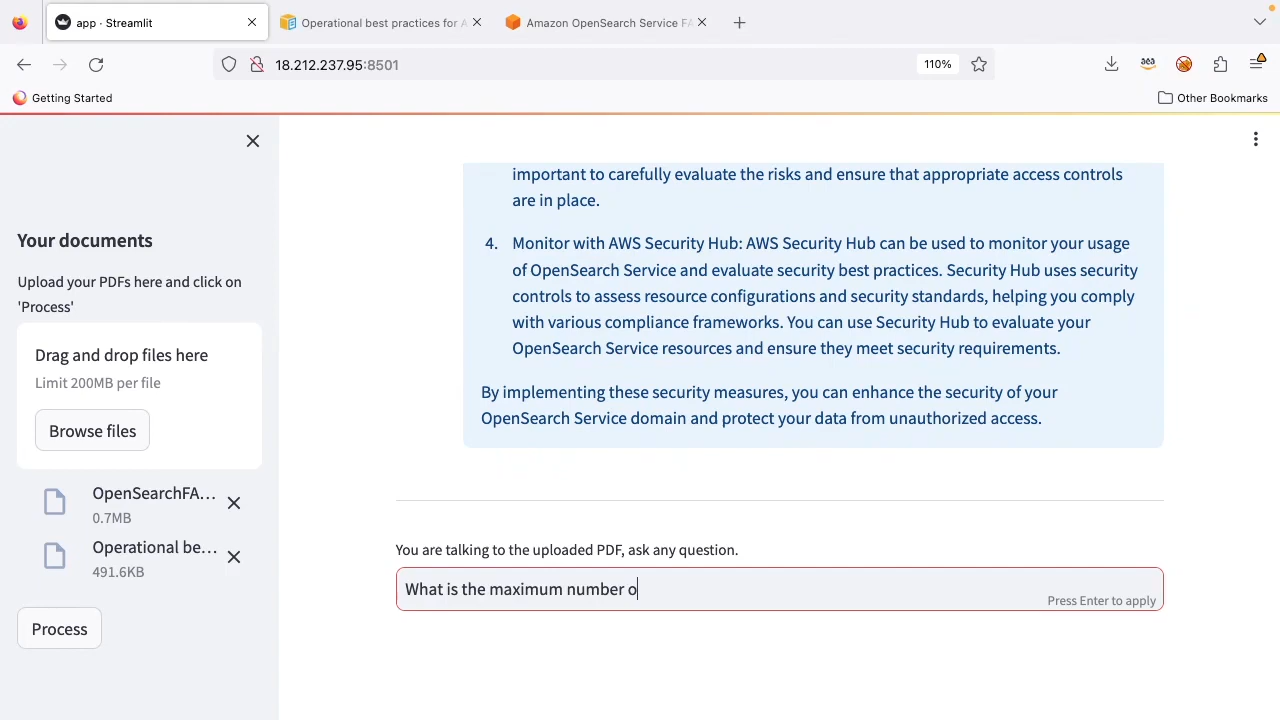 app · Streamlit
Operational best practices for A
Amazon OpenSearch Service FA
18.212.237.95:8501
110%
aea
Getting Started
Other Bookmarks
Your documents
Upload your PDFs here and click on
'Process'
Drag and drop files here
Limit 200MB per file
Browse files
OpenSearchFA...
0.7MB
Operational be...
491.6KB
Process
important to carefully evaluate the risks and ensure that appropriate access controls
are in place.
4. Monitor with AWS Security Hub: AWS Security Hub can be used to monitor your usage
of OpenSearch Service and evaluate security best practices. Security Hub uses security
controls to assess resource configurations and security standards, helping you comply
with various compliance frameworks. You can use Security Hub to evaluate your
OpenSearch Service resources and ensure they meet security requirements.
By implementing these security measures, you can enhance the security of your
OpenSearch Service domain and protect your data from unauthorized access.
You are talking to the uploaded PDF, ask any question.
What is the maximum number o
Press Enter to apply